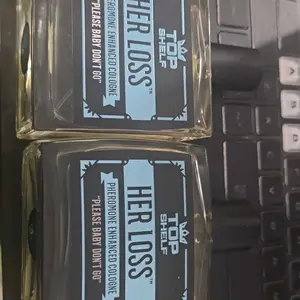 TOP
SHELF
HER LOSS™
PHEROMONE ENHANCED COLOGNE
"PLEASE BABY DON'T GO"
TOP
SHELF
HER LOSS™
PHEROMONE ENHANCED COLOGNE
"PLEASE BABY DON'T GO"